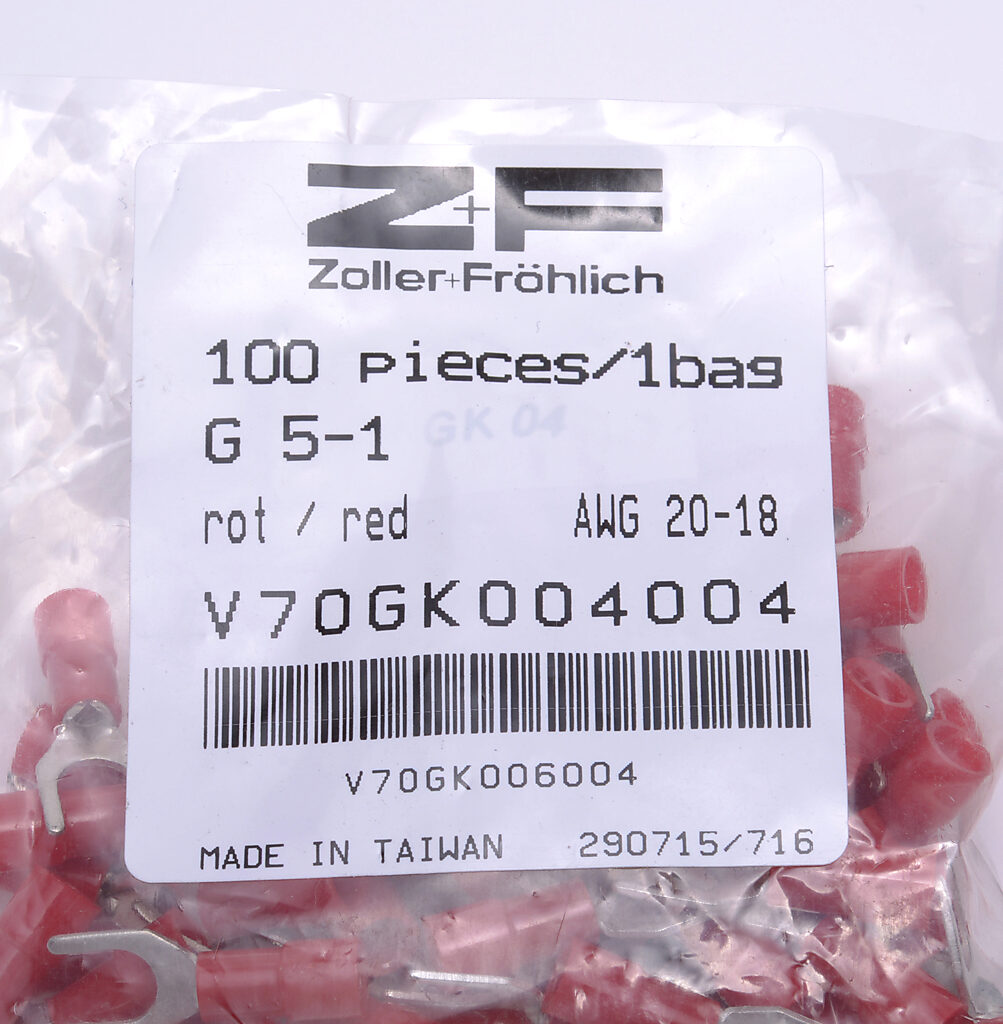 Z+F
Zoller+Fröhlich
100 pieces/1bag
G 5-1
GK 04
rot / red AWG 20-18
V70GK004004
V70GK006004
MADE IN TAIWAN 290715/716